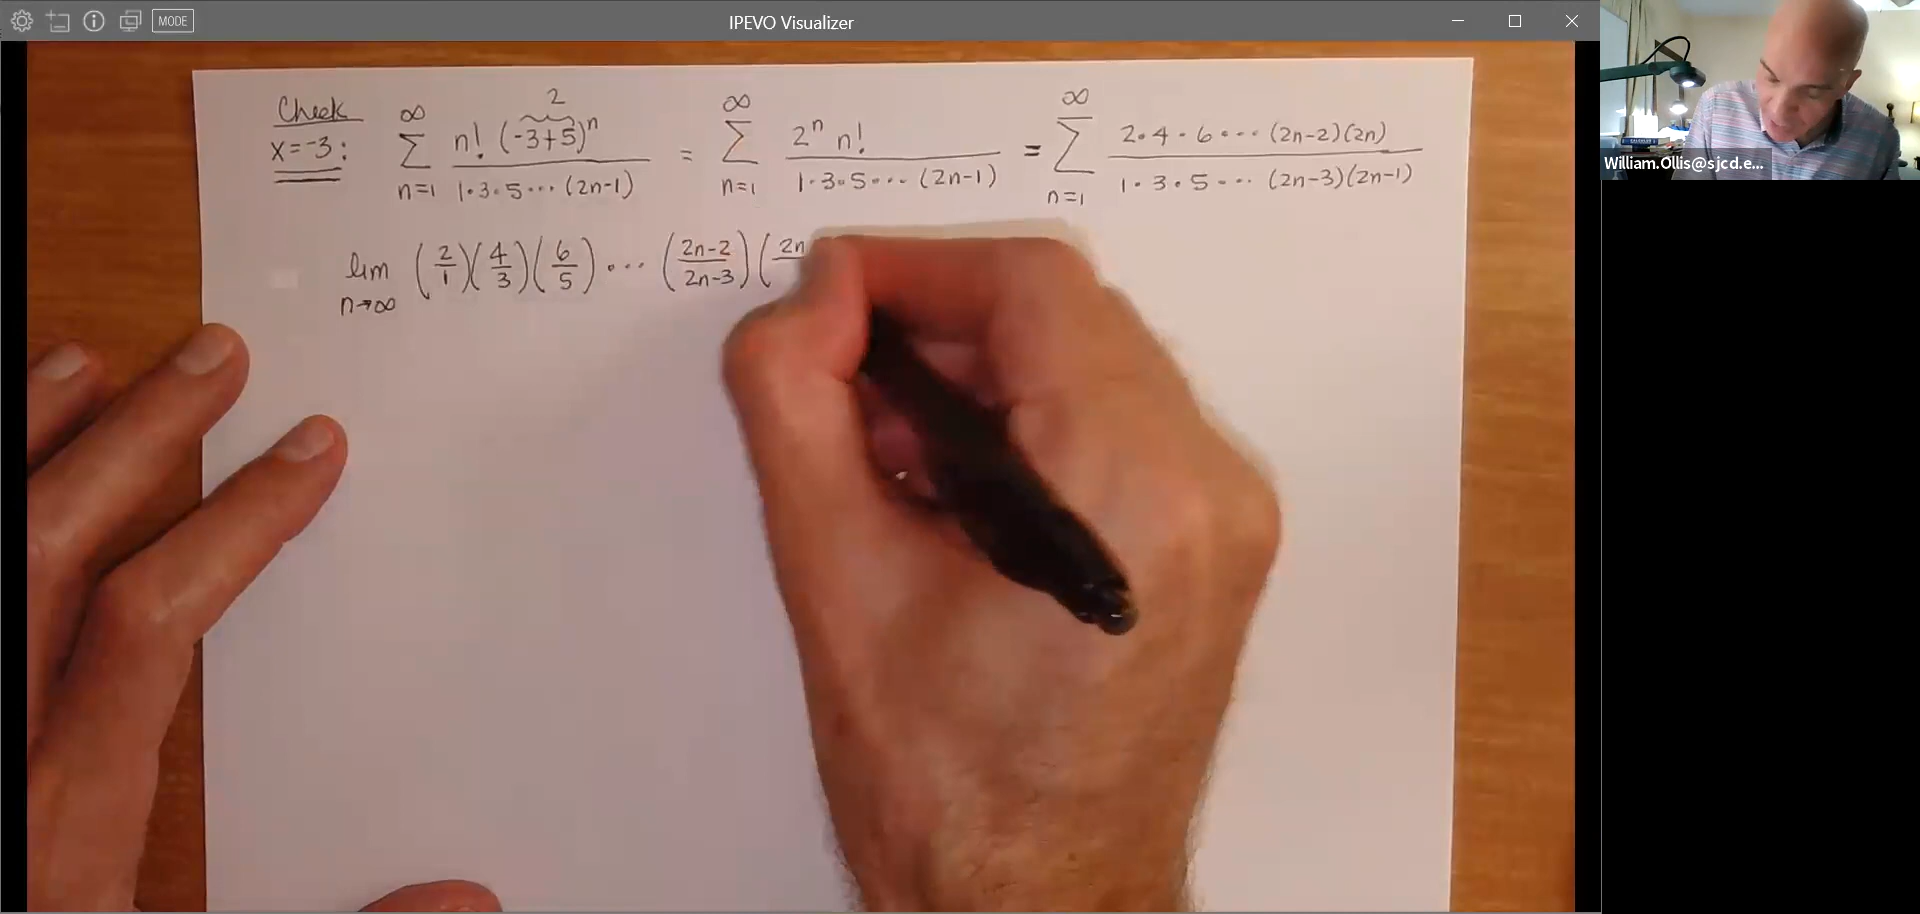 MODE
IPEVO Visualizer
William.Ollis@sjcd.e...
Check x=-3: ∞∑n=1 n! (-3+5)^n / 1·3·5··· (2n-1) = ∞∑n=1 2^n n! / 1·3·5··· (2n-1) = ∞∑n=1 2·4·6··· (2n-2)(2n) / 1·3·5··· (2n-3)(2n-1)
2
lim n→∞ (2/1)(4/3)(6/5) ··· (2n-2/2n-3)(2n